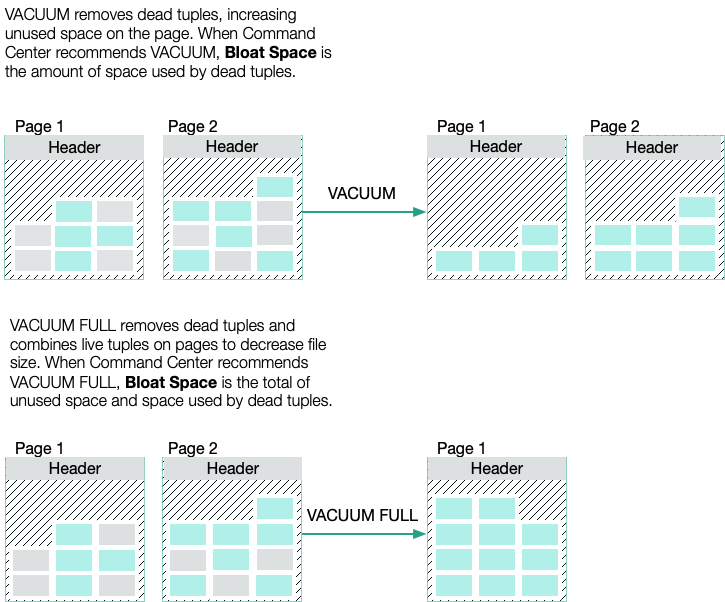 VACUUM removes dead tuples, increasing
unused space on the page. When Command
Center recommends VACUUM, Bloat Space is
the amount of space used by dead tuples.
Page 1
Page 2
Page 1
Page 2
Header
Header
Header
Header
VACUUM
VACUUM FULL removes dead tuples and
combines live tuples on pages to decrease file
size. When Command Center recommends
VACUUM FULL, Bloat Space is the total of
unused space and space used by dead tuples.
Page 1
Page 2
Page 1
Header
Header
Header
VACUUM FULL